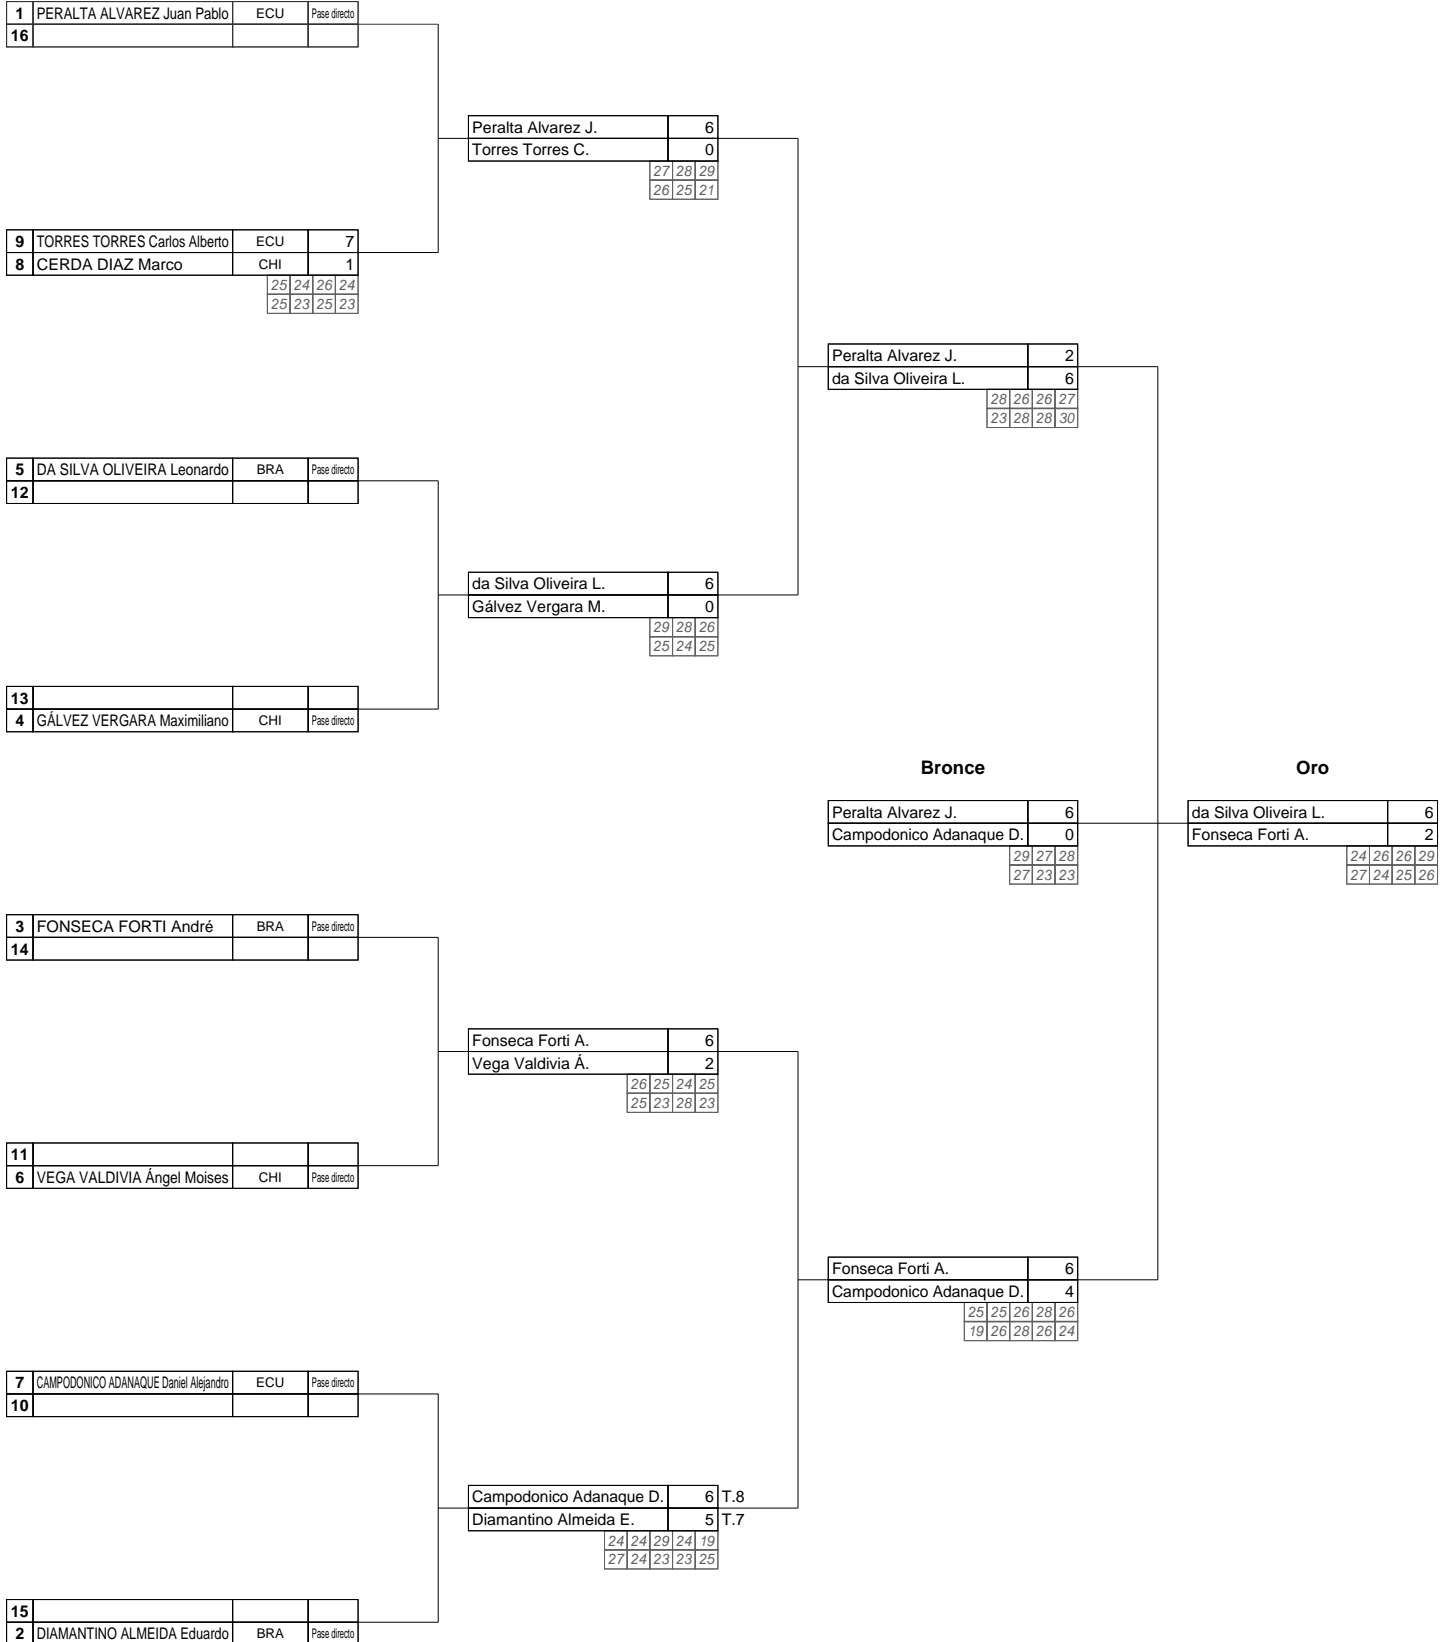 1 PERALTA ALVAREZ Juan Pablo ECU Pase directo
16
Peralta Alvarez J. 6
Torres Torres C. 0
27 28 29
26 25 21
9 TORRES TORRES Carlos Alberto ECU 7
8 CERDA DIAZ Marco CHI 1
25 24 26 24
25 23 25 23
Peralta Alvarez J. 2
da Silva Oliveira L. 6
28 26 26 27
23 28 28 30
5 DA SILVA OLIVEIRA Leonardo BRA Pase directo
12
da Silva Oliveira L. 6
Gálvez Vergara M. 0
29 28 26
25 24 25
13
4 GÁLVEZ VERGARA Maximiliano CHI Pase directo
Bronce Oro
Peralta Alvarez J. 6 da Silva Oliveira L. 6
Campodonico Adanaque D. 0 Fonseca Forti A. 2
29 27 28 24 26 26 29
27 23 23 27 24 25 26
3 FONSECA FORTI André BRA Pase directo
14
Fonseca Forti A. 6
Vega Valdivia Á. 2
26 25 24 25
25 23 28 23
11
6 VEGA VALDIVIA Ángel Moises CHI Pase directo
Fonseca Forti A. 6
Campodonico Adanaque D. 4
25 25 26 28 26
19 26 28 26 24
7 CAMPODONICO ADANAQUE Daniel Alejandro ECU Pase directo
10
Campodonico Adanaque D. 6 T.8
Diamantino Almeida E. 5 T.7
24 24 29 24 19
27 24 23 23 25
15
2 DIAMANTINO ALMEIDA Eduardo BRA Pase directo